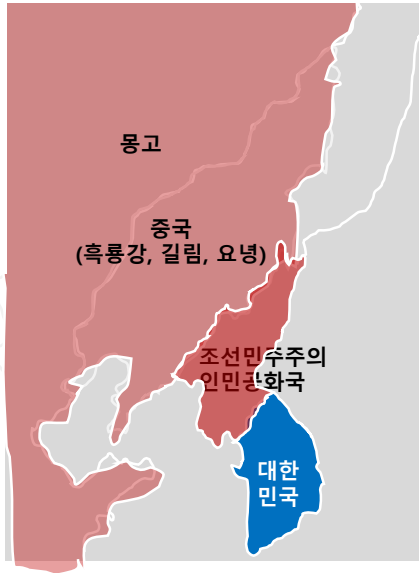 몽고
중국
(흑룡강, 길림, 요녕)
조선민주주의
인민공화국
대한
민국